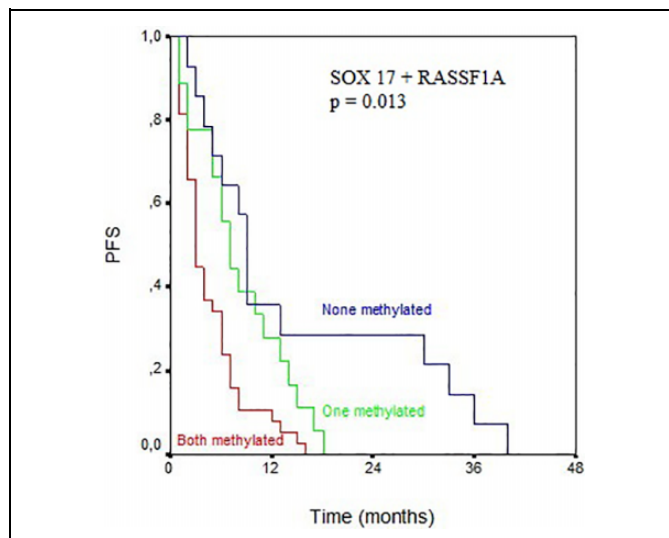 1,0
SOX 17 + RASSF1A
p = 0.013
,8
,6
PFS
,4
None methylated
,2
One methylated
Both methylated
0,0
0 12 24 36 48
Time (months)